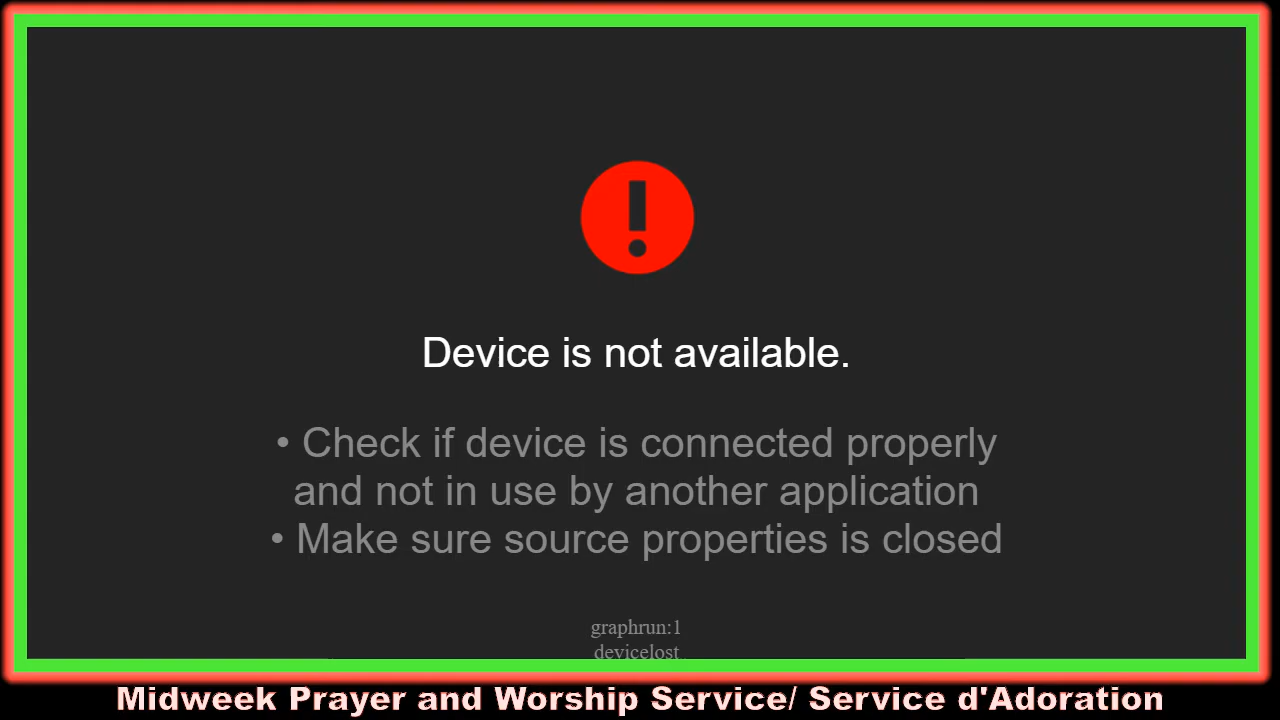 Device is not available.
• Check if device is connected properly
and not in use by another application
• Make sure source properties is closed
graphrun:1
devicelost
Midweek Prayer and Worship Service/ Service d'Adoration